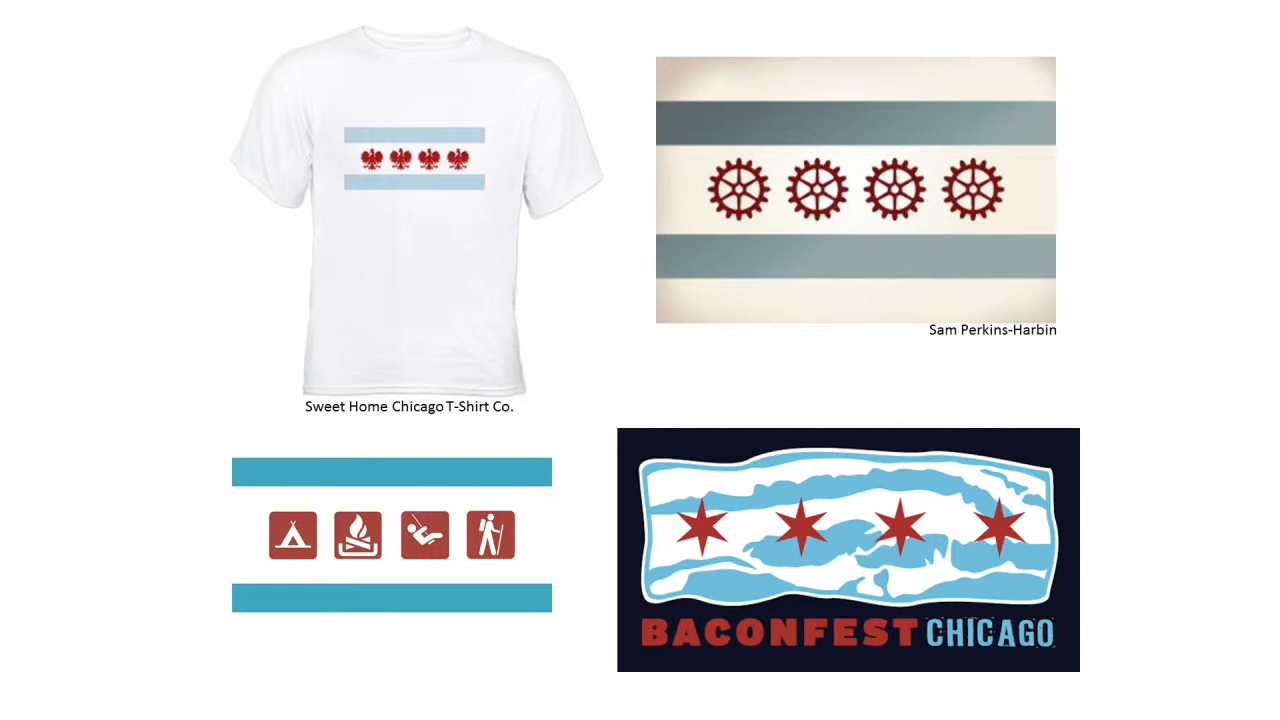 Sam Perkins-Harbin
Sweet Home Chicago T-Shirt Co.
BACONFEST CHICAGO